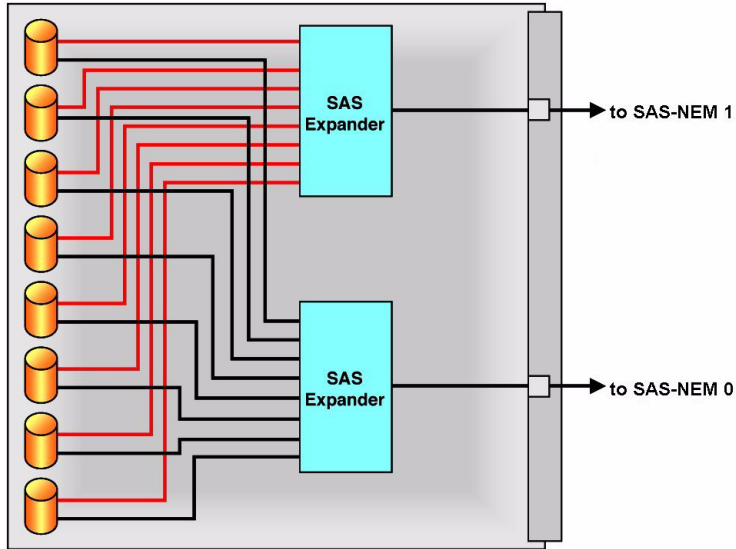 SAS
Expander
to SAS-NEM 1
SAS
Expander
to SAS-NEM 0